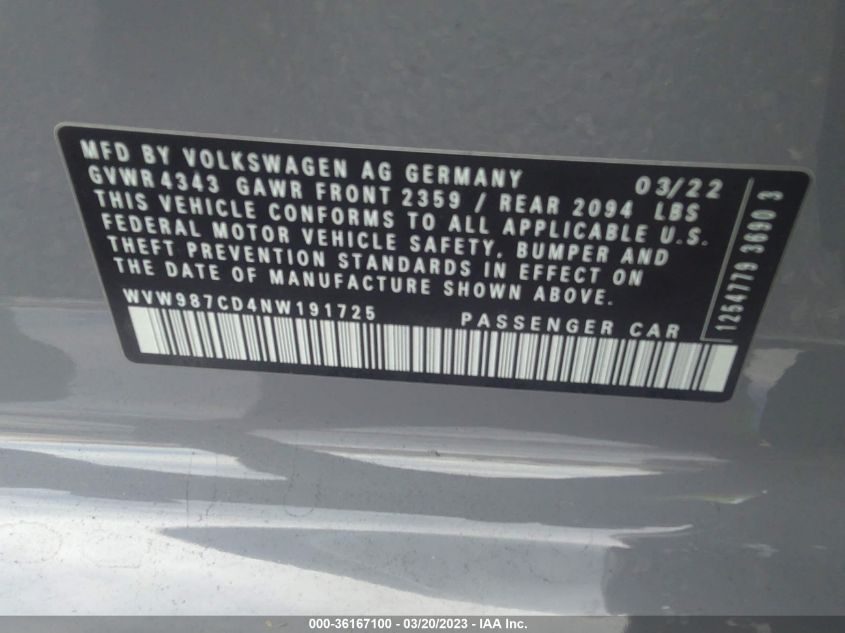 MFD BY VOLKSWAGEN AG GERMANY 03/22
GVWR 4343 GAWR FRONT 2359 / REAR 2094 LBS
THIS VEHICLE CONFORMS TO ALL APPLICABLE U.S.
FEDERAL MOTOR VEHICLE SAFETY, BUMPER AND
THEFT PREVENTION STANDARDS IN EFFECT ON
THE DATE OF MANUFACTURE SHOWN ABOVE.
WVW987CD4NW191725 PASSENGER CAR
1254779 3690 3
000-36167100 - 03/20/2023 - IAA Inc.